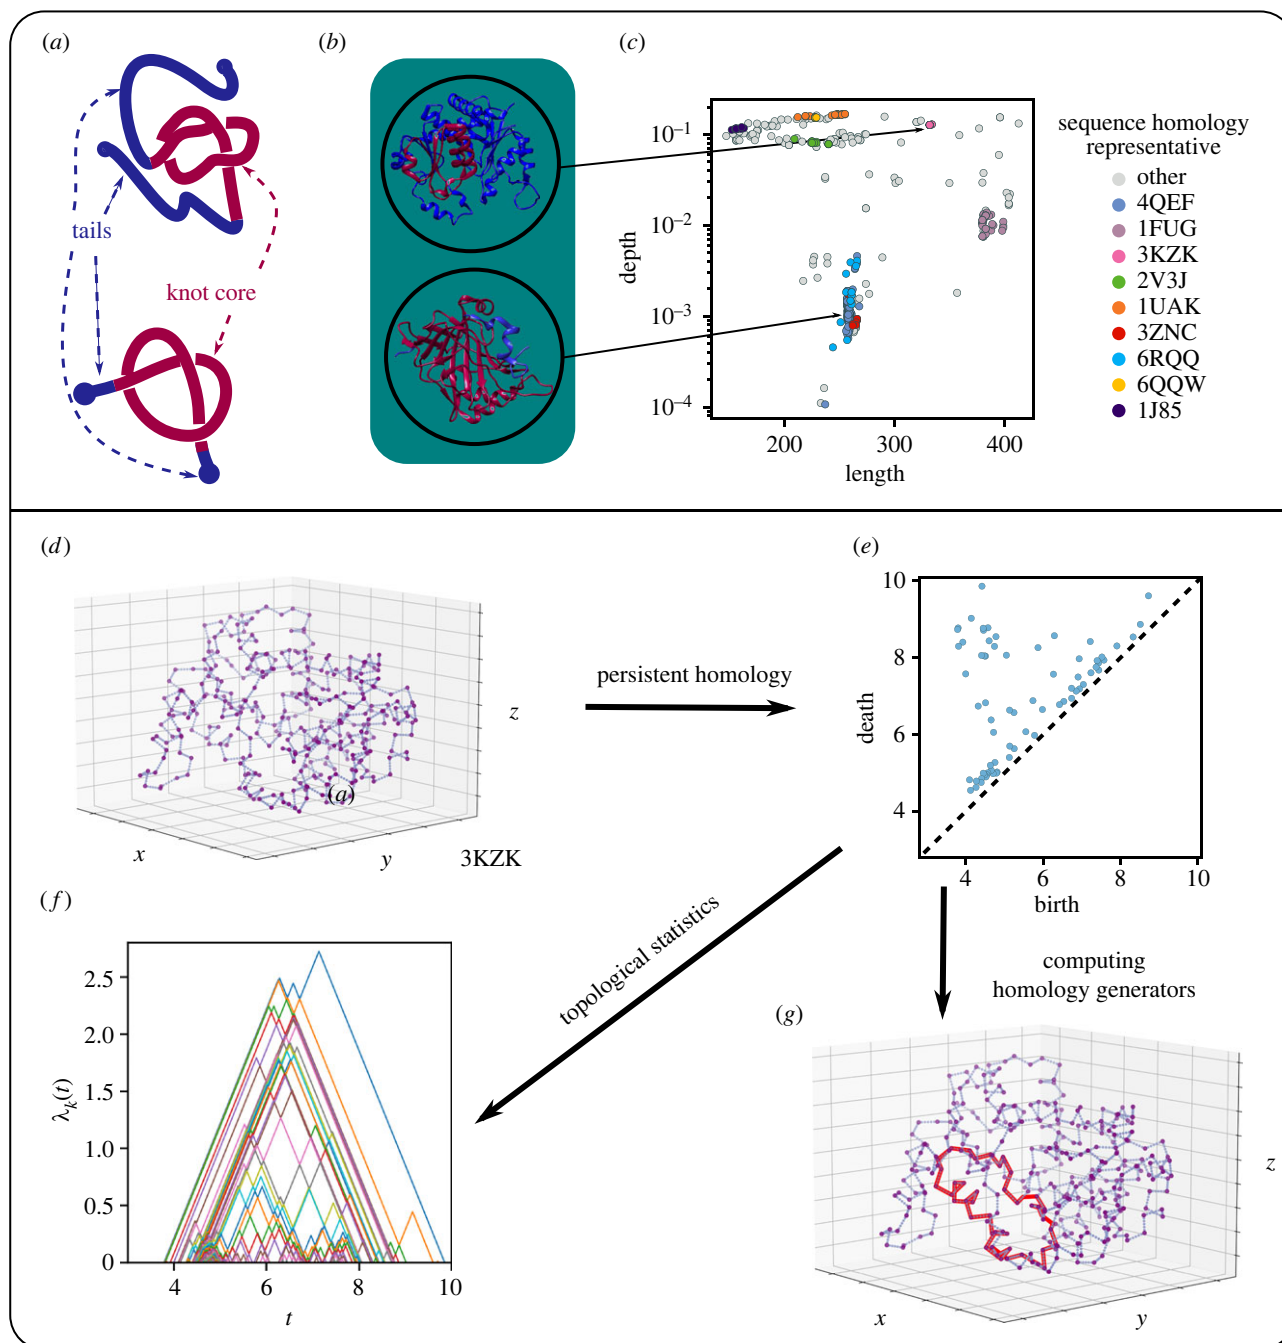 (a)
(b)
(c)
tails
knot core
10⁻¹
10⁻²
10⁻³
10⁻⁴
depth
200
300
400
length
sequence homology
representative
other
4QEF
1FUG
3KZK
2V3J
1UAK
3ZNC
6RQQ
6QQW
1J85
(d)
(e)
z
x
y
(a)
3KZK
persistent homology
10
8
6
4
death
4
6
8
10
birth
topological statistics
computing
homology generators
(f)
2.5
2.0
1.5
1.0
0.5
0
λₖ(t)
4
6
8
10
t
(g)
z
x
y